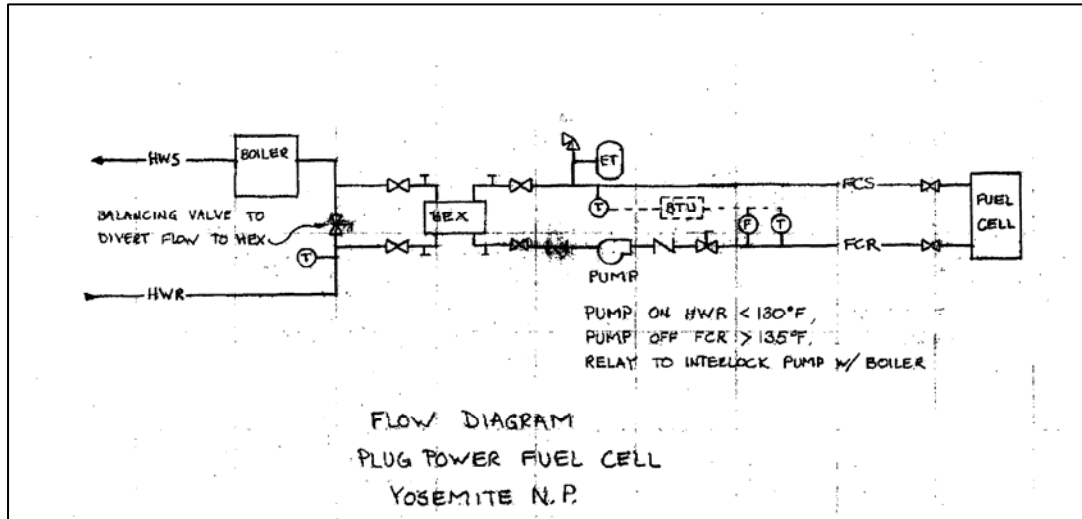 HWS
BOILER
ET
FCS
FUEL
CELL
BALANCING VALVE TO
DIVERT FLOW TO HEX
HEX
T
BTU
F
T
T
FCR
HWR
PUMP
PUMP ON HWR < 130°F,
PUMP OFF FCR > 135°F,
RELAY TO INTERLOCK PUMP W/ BOILER
FLOW DIAGRAM
PLUG POWER FUEL CELL
YOSEMITE N.P.